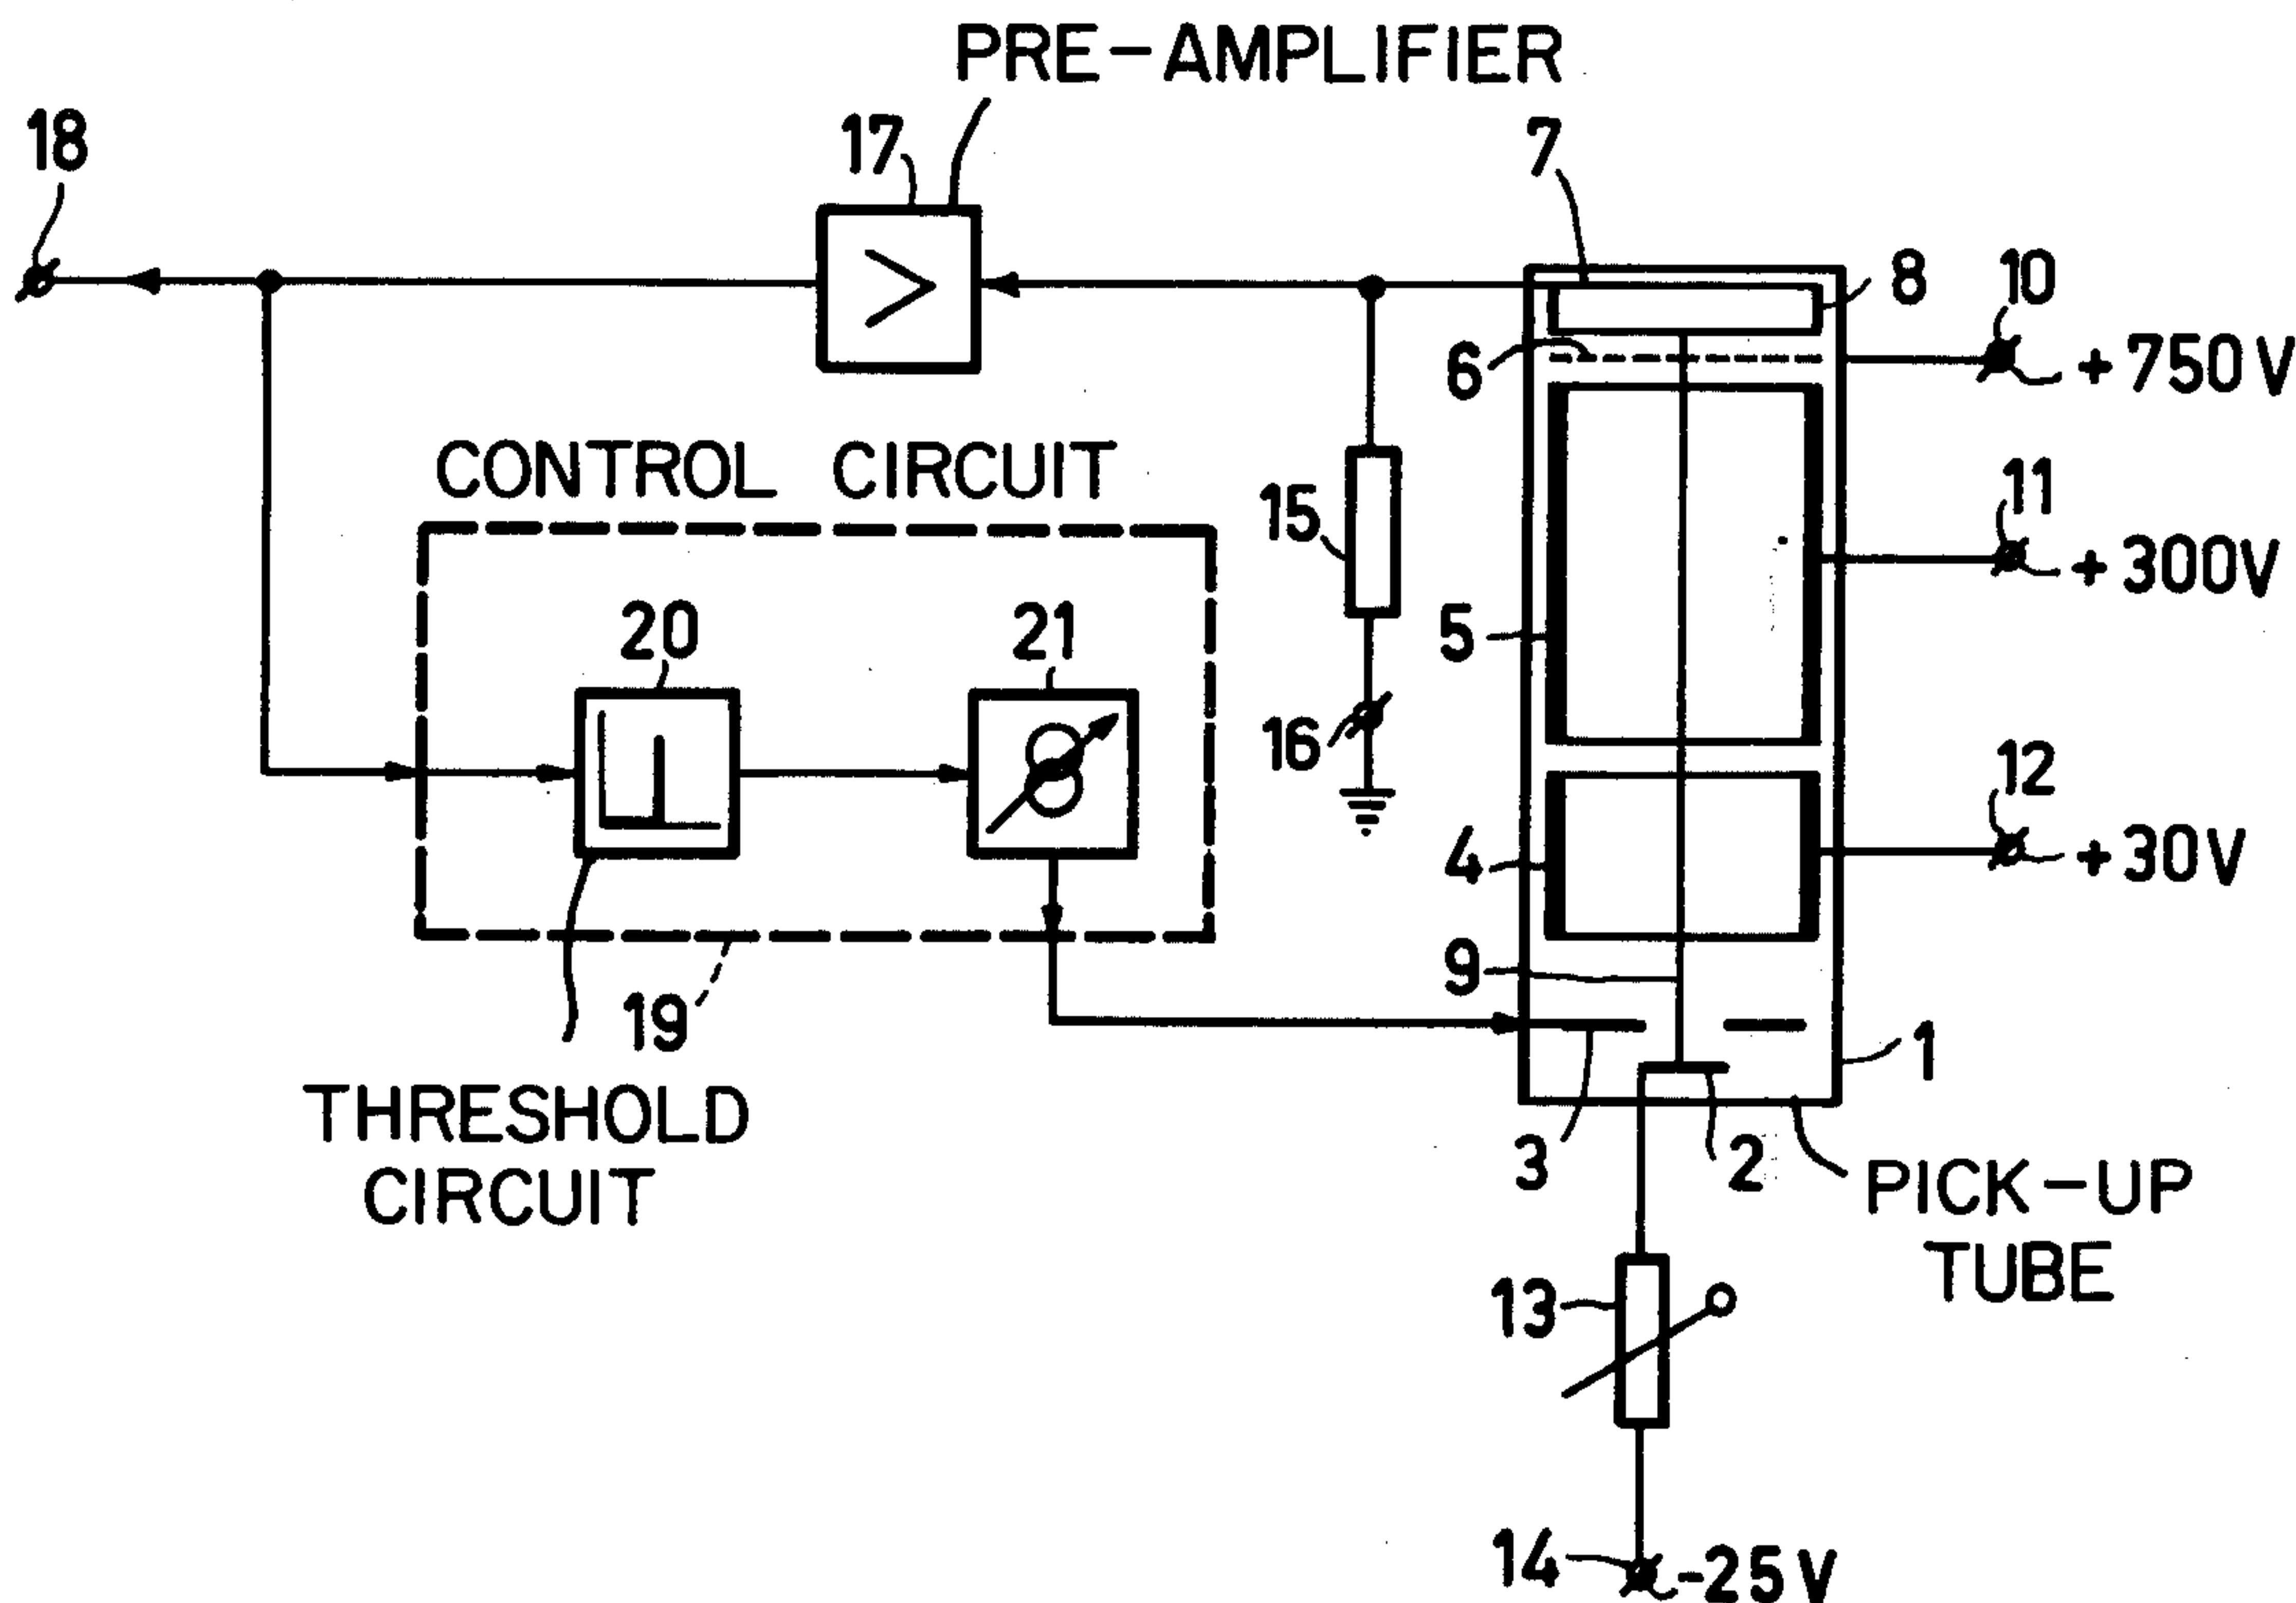 PRE-AMPLIFIER
18
17
7
8
10
6
+750V
CONTROL CIRCUIT
11
15
+300V
20
21
5
16
12
4
+30V
9
19
1
THRESHOLD
CIRCUIT
3
2
PICK-UP
TUBE
13
14
-25V